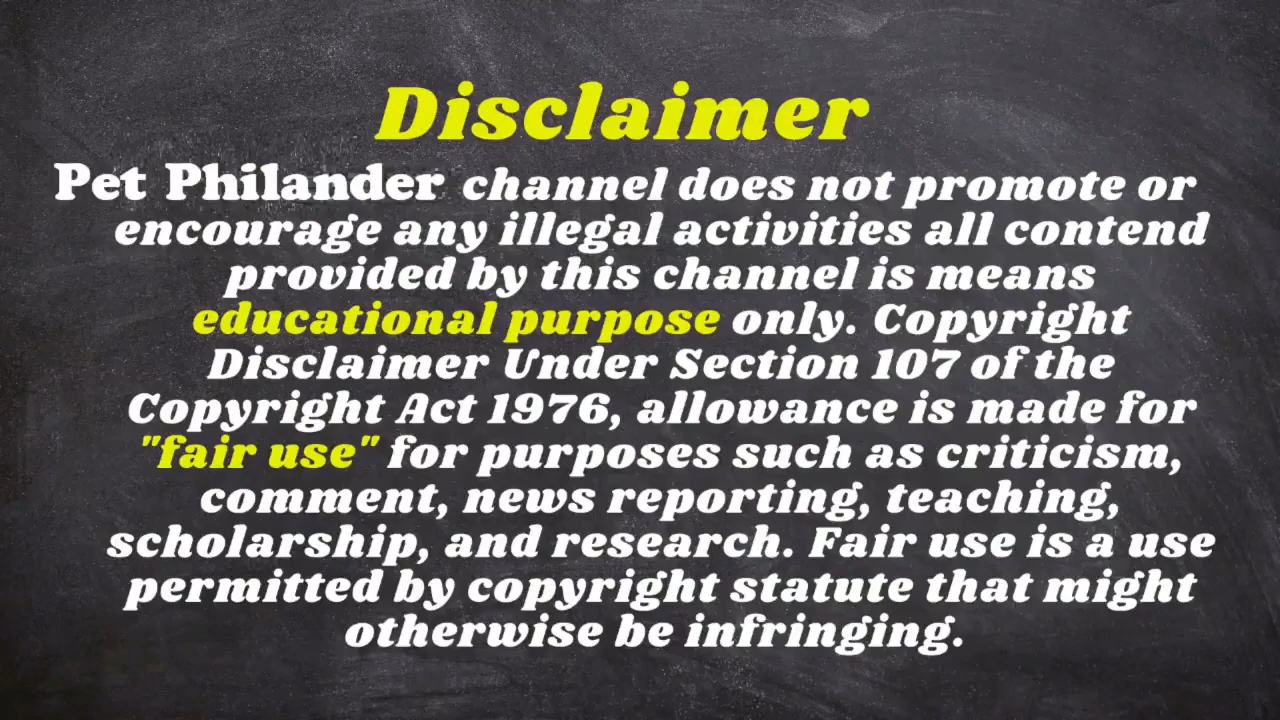 Disclaimer
Pet Philander channel does not promote or
encourage any illegal activities all contend
provided by this channel is means
educational purpose only. Copyright
Disclaimer Under Section 107 of the
Copyright Act 1976, allowance is made for
"fair use" for purposes such as criticism,
comment, news reporting, teaching,
scholarship, and research. Fair use is a use
permitted by copyright statute that might
otherwise be infringing.